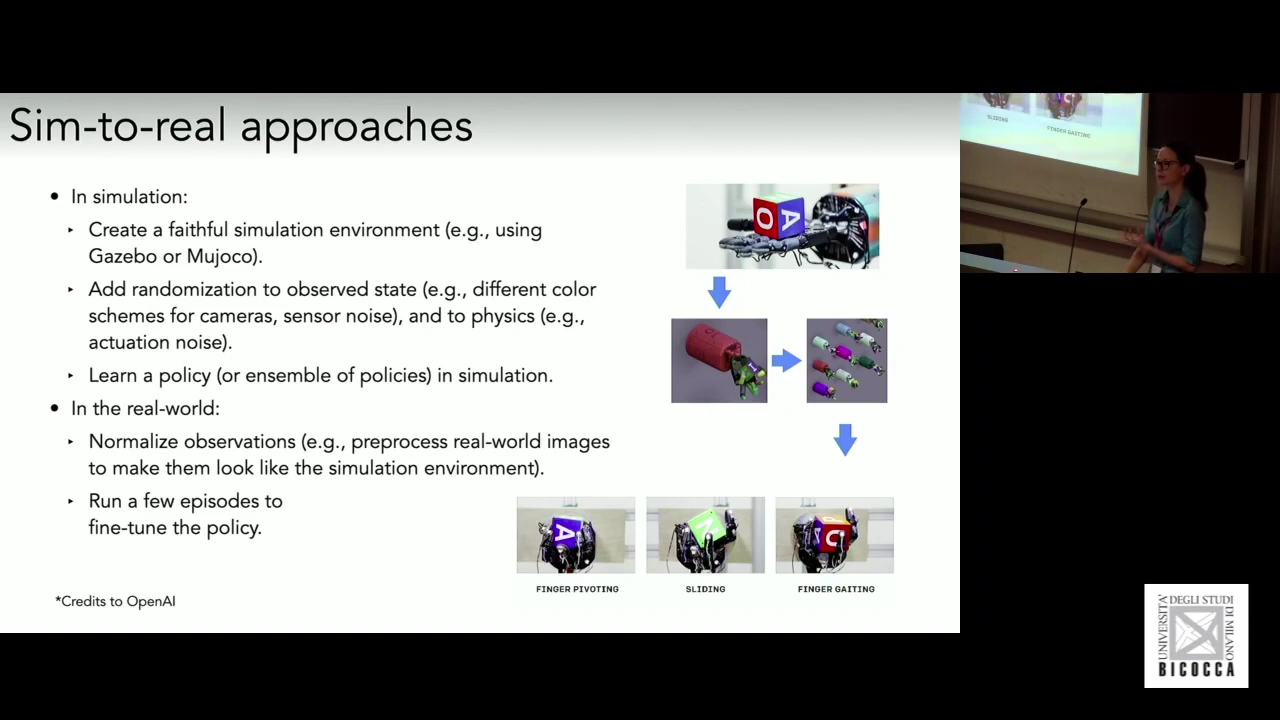 Sim-to-real approaches
• In simulation:
‣ Create a faithful simulation environment (e.g., using
Gazebo or Mujoco).
‣ Add randomization to observed state (e.g., different color
schemes for cameras, sensor noise), and to physics (e.g.,
actuation noise).
‣ Learn a policy (or ensemble of policies) in simulation.
• In the real-world:
‣ Normalize observations (e.g., preprocess real-world images
to make them look like the simulation environment).
‣ Run a few episodes to
fine-tune the policy.
*Credits to OpenAI
O A
A
N
C
FINGER PIVOTING
SLIDING
FINGER GAITING
SLIDING
FINGER GAITING
UNIVERSITA'
DEGLI STUDI
DI MILANO
BICOCCA